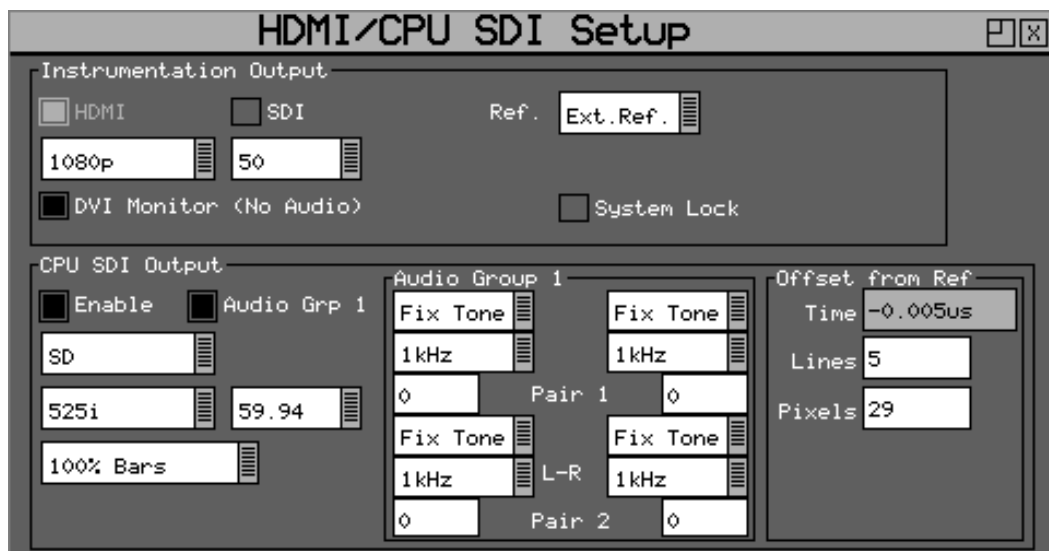 HDMI/CPU SDI Setup
Instrumentation Output
HDMI SDI Ref. Ext.Ref.
1080p 50
DVI Monitor (No Audio) System Lock
CPU SDI Output
Enable Audio Grp 1
SD
525i 59.94
100% Bars
Audio Group 1
Fix Tone Fix Tone
1kHz 1kHz
0 Pair 1 0
Fix Tone Fix Tone
1kHz L-R 1kHz
0 Pair 2 0
Offset from Ref
Time -0.005us
Lines 5
Pixels 29